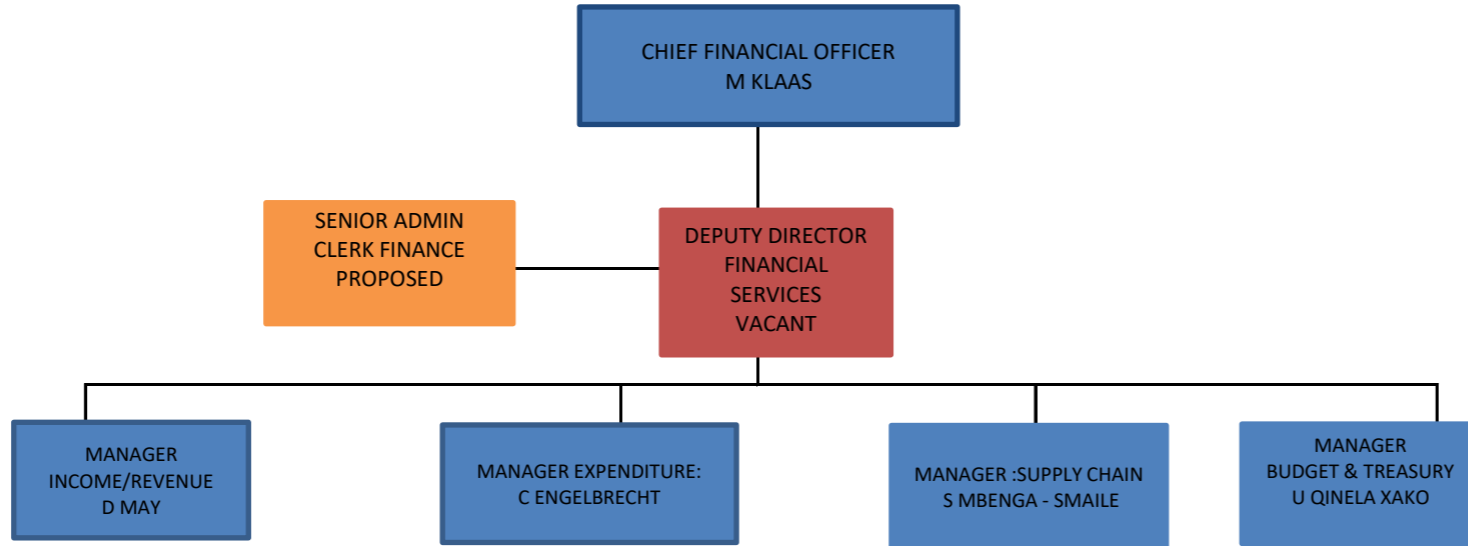 CHIEF FINANCIAL OFFICER
M KLAAS
SENIOR ADMIN
CLERK FINANCE
PROPOSED
DEPUTY DIRECTOR
FINANCIAL
SERVICES
VACANT
MANAGER
INCOME/REVENUE
D MAY
MANAGER EXPENDITURE:
C ENGELBRECHT
MANAGER :SUPPLY CHAIN
S MBENGA - SMAILE
MANAGER
BUDGET & TREASURY
U QINELA XAKO